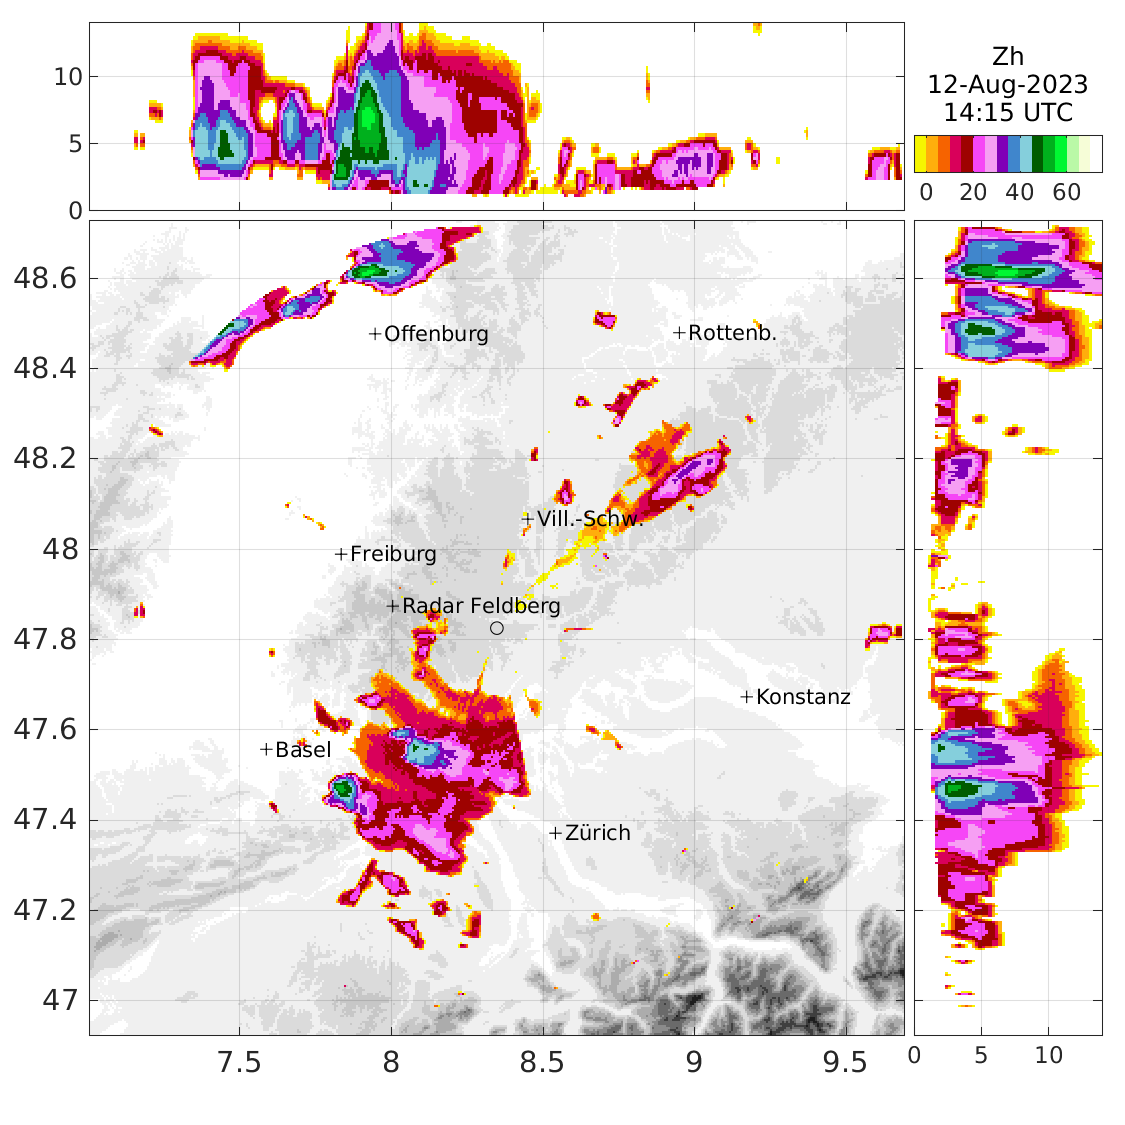 10
5
0
Zh
12-Aug-2023
14:15 UTC
0 20 40 60
48.6
48.4
48.2
48
47.8
47.6
47.4
47.2
47
Offenburg
Rottenb.
Vill.-Schw.
Freiburg
Radar Feldberg
Konstanz
Basel
Zürich
7.5 8 8.5 9 9.5
0 5 10